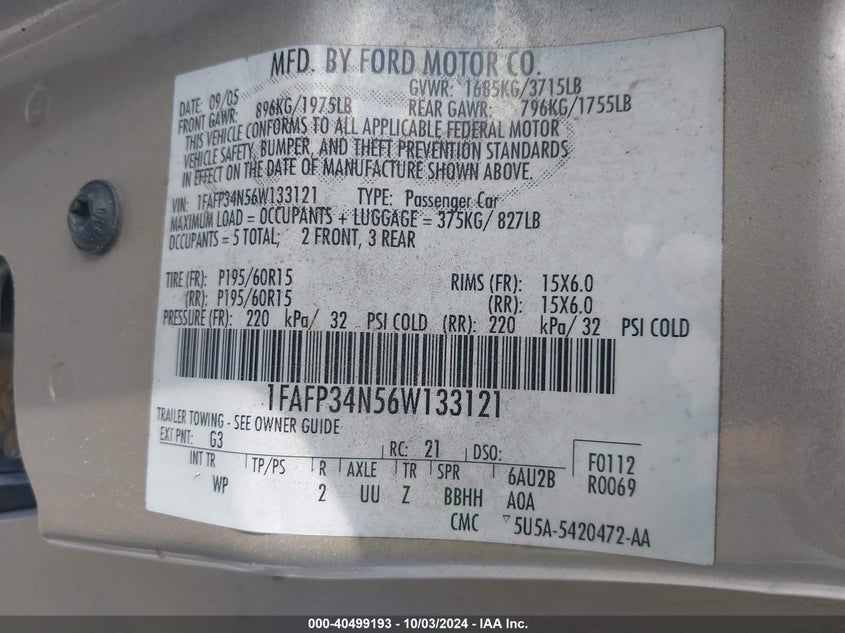 MFD. BY FORD MOTOR CO.
DATE: 09/05 GVWR: 1685KG/3715LB
FRONT GAWR: 896KG/1975LB REAR GAWR: 796KG/1755LB
THIS VEHICLE CONFORMS TO ALL APPLICABLE FEDERAL MOTOR
VEHICLE SAFETY, BUMPER, AND THEFT PREVENTION STANDARDS
IN EFFECT ON THE DATE OF MANUFACTURE SHOWN ABOVE.
VIN: 1FAFP34N56W133121 TYPE: Passenger Car
MAXIMUM LOAD = OCCUPANTS + LUGGAGE = 375KG/ 827LB
OCCUPANTS = 5 TOTAL; 2 FRONT, 3 REAR
TIRE (FR): P195/60R15 RIMS (FR): 15X6.0
(RR): P195/60R15 (RR): 15X6.0
PRESSURE (FR): 220 kPa/ 32 PSI COLD (RR): 220 kPa/ 32 PSI COLD
1FAFP34N56W133121
TRAILER TOWING - SEE OWNER GUIDE
EXT PNT: G3 RC: 21 DSO: F0112
INT TR TP/PS R AXLE TR SPR 6AU2B R0069
WP 2 UU Z BBHH A0A
CMC 5U5A-5420472-AA
000-40499193 - 10/03/2024 - IAA Inc.